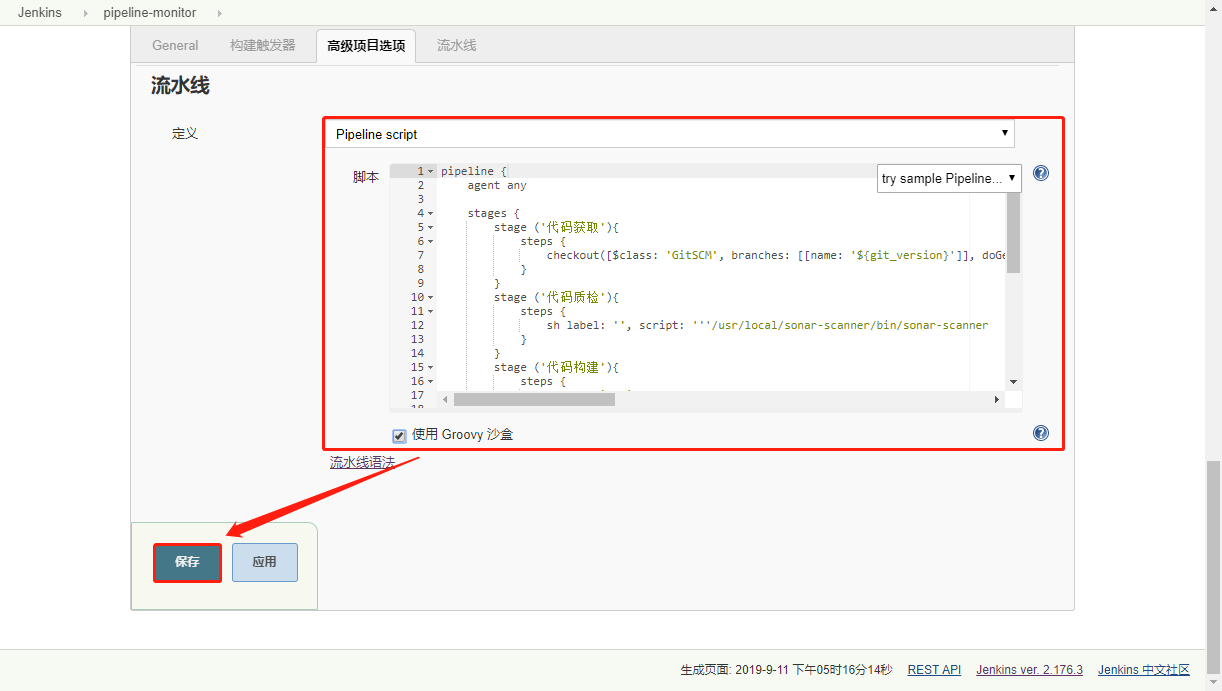 Jenkins pipeline-monitor
General 构建触发器 高级项目选项 流水线
流水线
定义
Pipeline script
脚本
try sample Pipeline...
1 pipeline {
2 agent any
3
4 stages {
5 stage ('代码获取'){
6 steps {
7 checkout([$class: 'GitSCM', branches: [[name: '${git_version}']], doGe
8 }
9 }
10 stage ('代码质检'){
11 steps {
12 sh label: '', script: '''/usr/local/sonar-scanner/bin/sonar-scanner
13 }
14 }
15 stage ('代码构建'){
16 steps {
17
18
使用 Groovy 沙盒
流水线语法
保存 应用
生成页面: 2019-9-11 下午05时16分14秒 REST API Jenkins ver. 2.176.3 Jenkins 中文社区